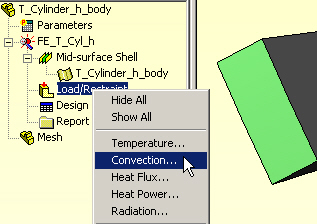 T_Cylinder_h_body
Parameters
FE_T_Cyl_h
Mid-surface Shell
T_Cylinder_h_body
Load/Restraint
Hide All
Show All
Design
Report
Temperature...
Mesh
Convection...
Heat Flux...
Heat Power...
Radiation...